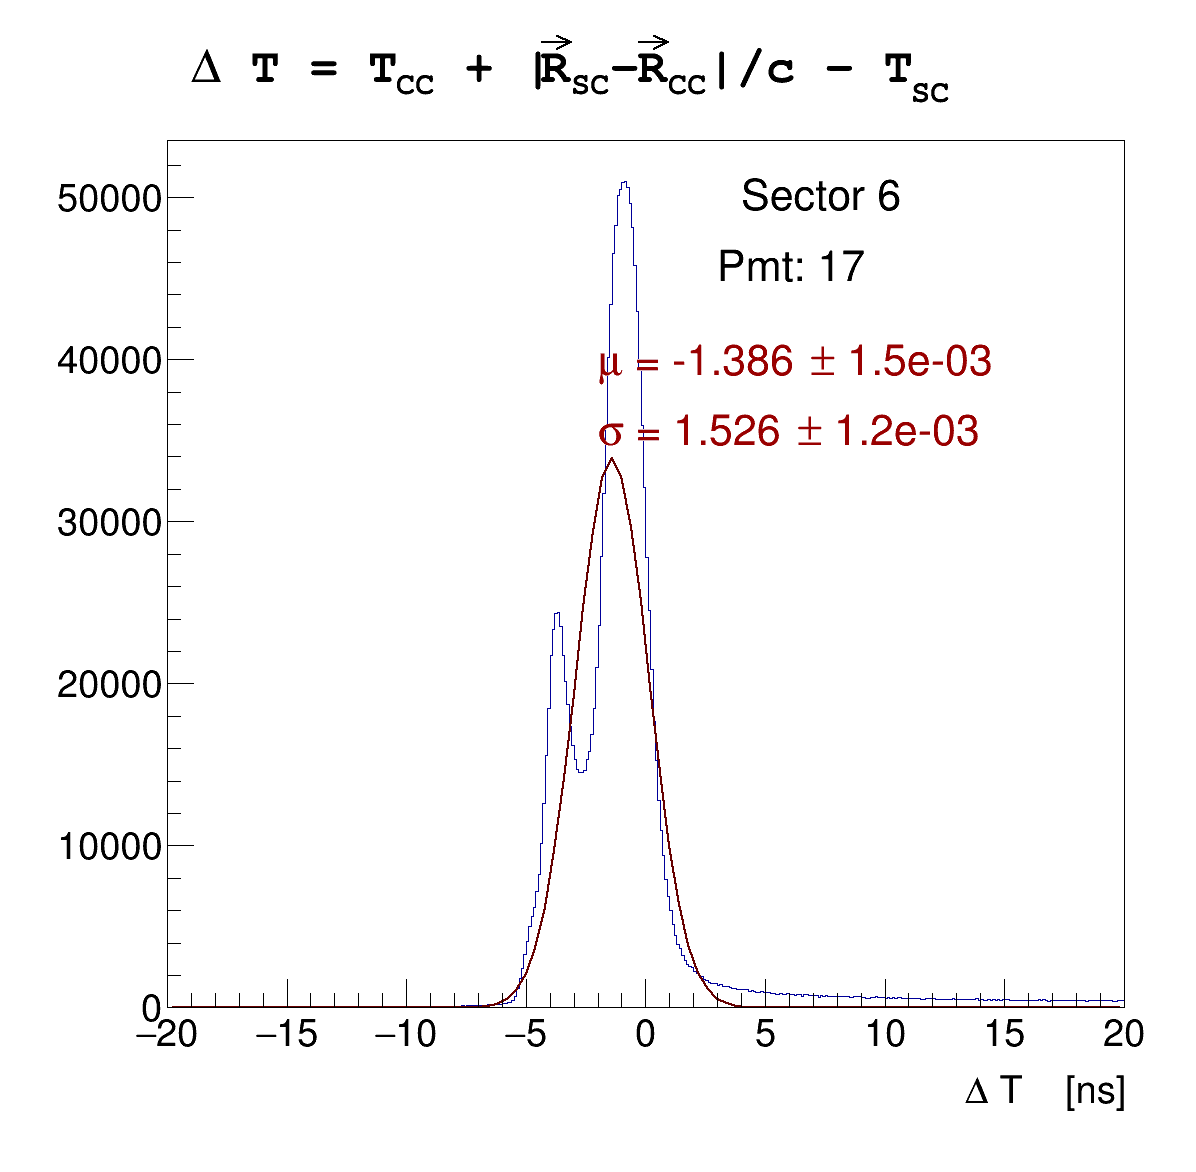 Δ T = T_CC + |R⃗_SC−R⃗_CC|/c − T_SC
50000
Sector 6
Pmt: 17
40000
μ = -1.386 ± 1.5e-03
σ = 1.526 ± 1.2e-03
30000
20000
10000
0
−20 −15 −10 −5 0 5 10 15 20
Δ T [ns]